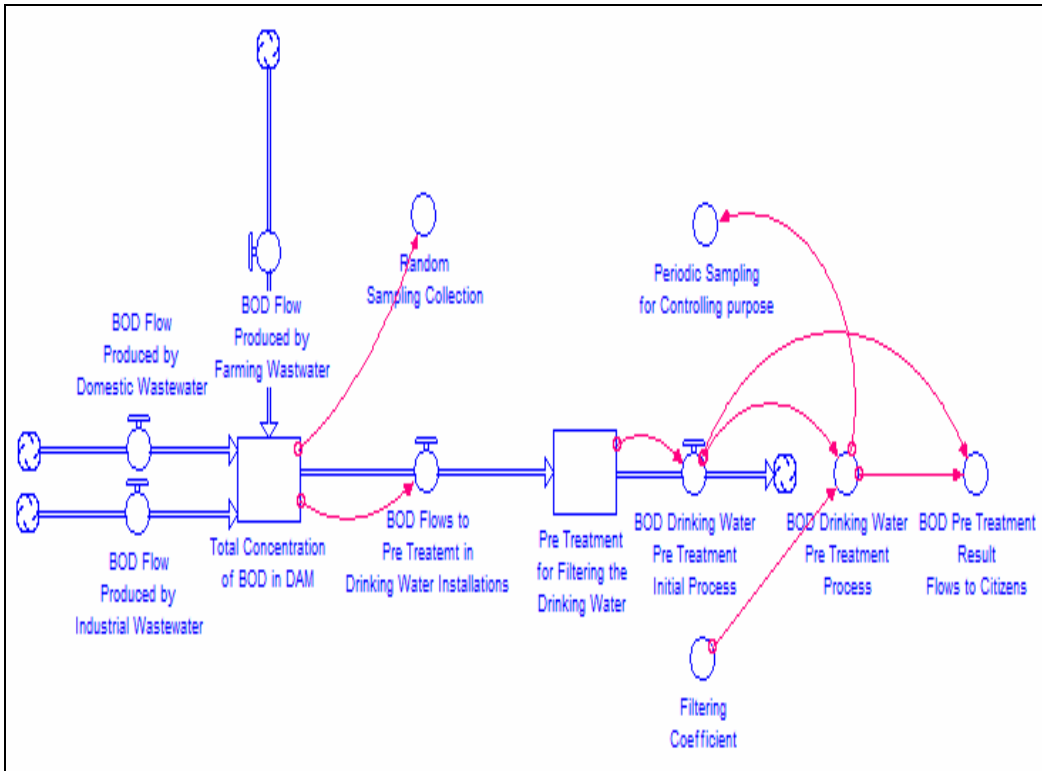 Random
Sampling Collection
Periodic Sampling
for Controlling purpose
BOD Flow
Produced by
Farming Wastwater
BOD Flow
Produced by
Domestic Wastewater
BOD Flow
Produced by
Industrial Wastewater
Total Concentration
of BOD in DAM
BOD Flows to
Pre Treatemt in
Drinking Water Installations
Pre Treatment
for Filtering the
Drinking Water
BOD Drinking Water
Pre Treatment
Initial Process
BOD Drinking Water
Pre Treatment
Process
BOD Pre Treatment
Result
Flows to Citizens
Filtering
Coefficient